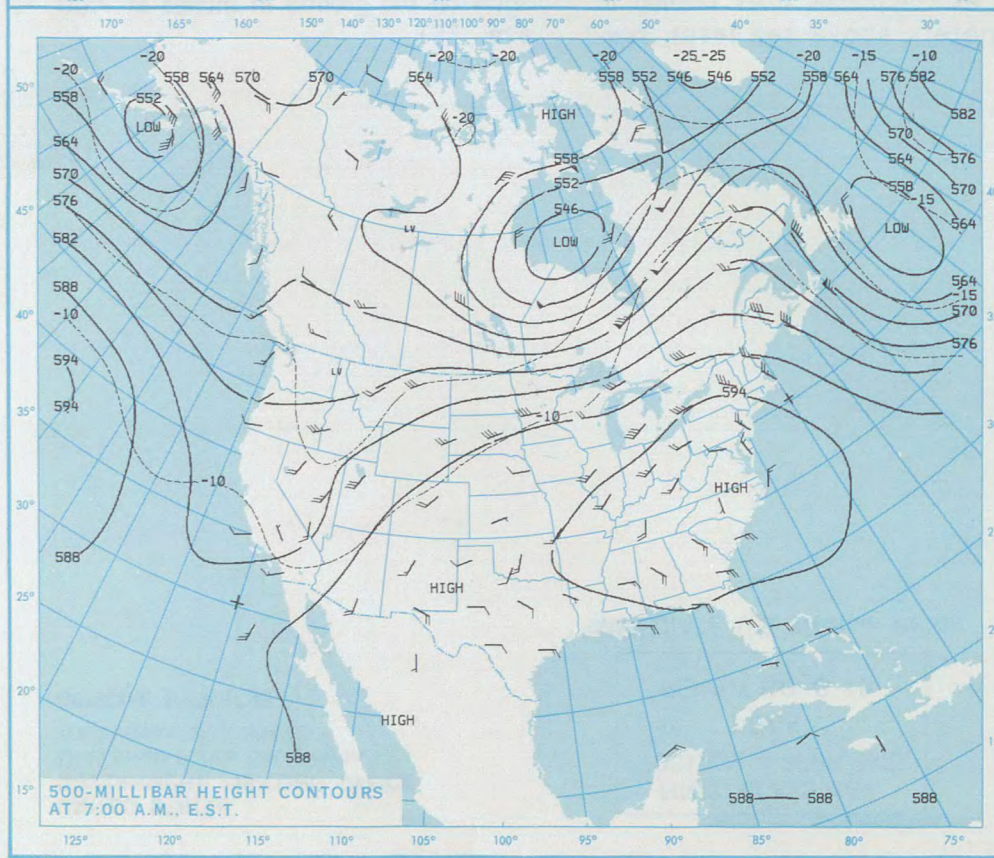 170° 165° 160° 150° 140° 130° 120° 110° 100° 90° 80° 70° 60° 50° 40° 35° 30°
-20 -20 -20 -20 -20 -25 -25 -20 -15 -10
558 564 570 570 564 558 552 546 546 552 558 564 576 582
50° 558 552 582
LOW -20 HIGH 570
564 558 564 576
570 552 558 570
45° 576 546 -15 564
582 LV LOW LOW
588 564
40° -10 -15
570
594 LV 576
35° 594 594
-10
-10 HIGH
30°
588
25° HIGH
20° HIGH
588
15° 500-MILLIBAR HEIGHT CONTOURS
AT 7:00 A.M., E.S.T.
588 588 588
125° 120° 115° 110° 105° 100° 95° 90° 85° 80° 75°